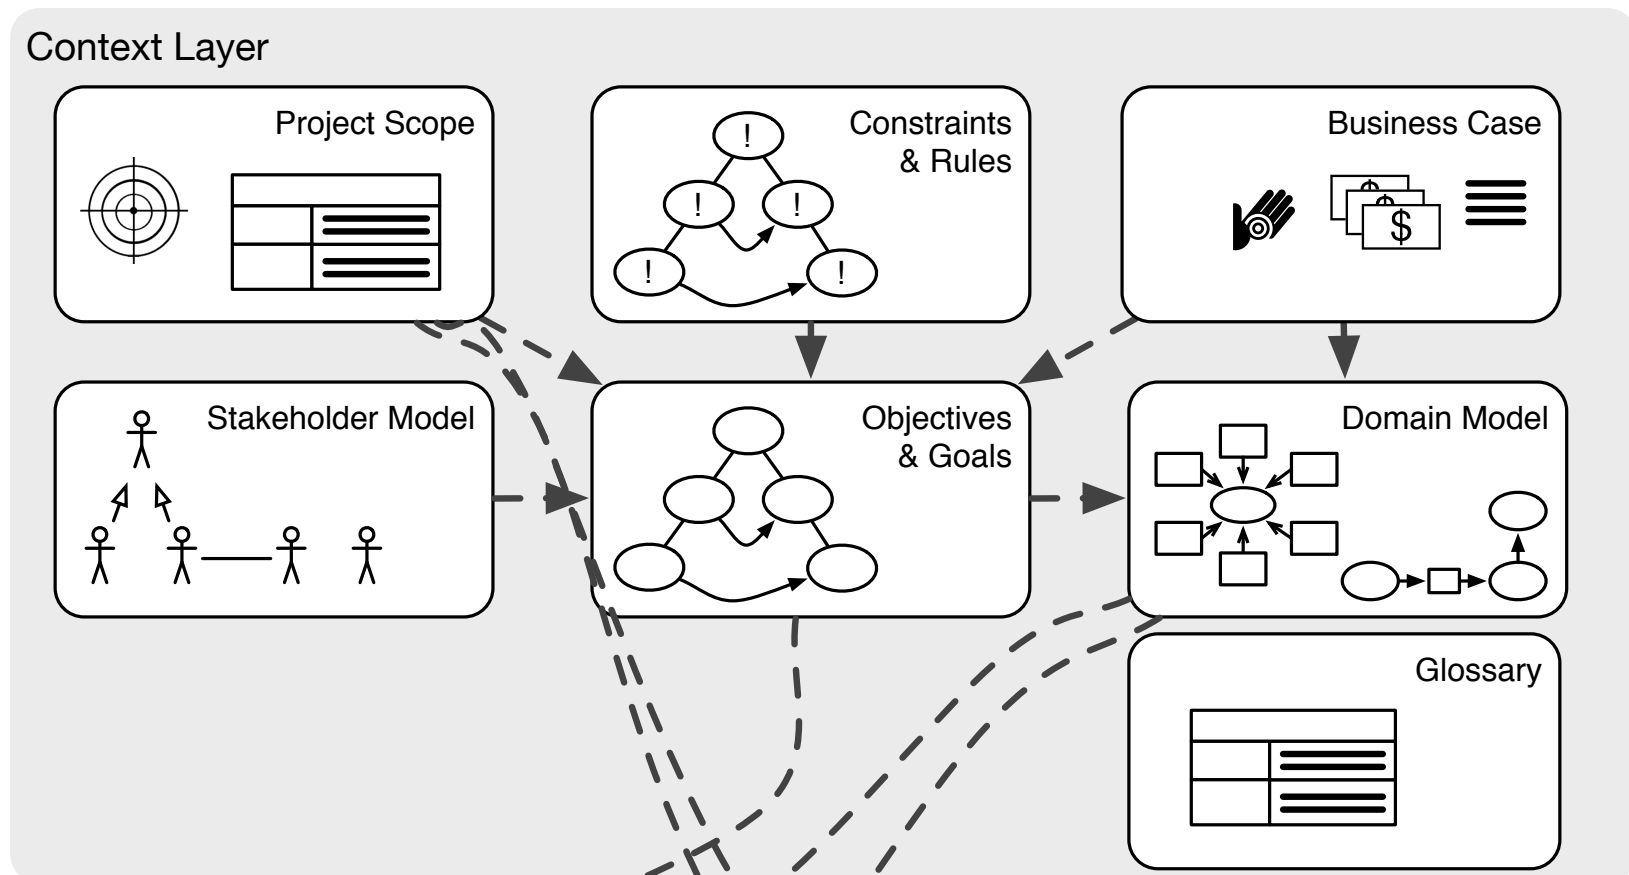 Context Layer
Project Scope
Constraints
& Rules
!
!
!
!
!
Business Case
$
$
$
Stakeholder Model
Objectives
& Goals
Domain Model
Glossary